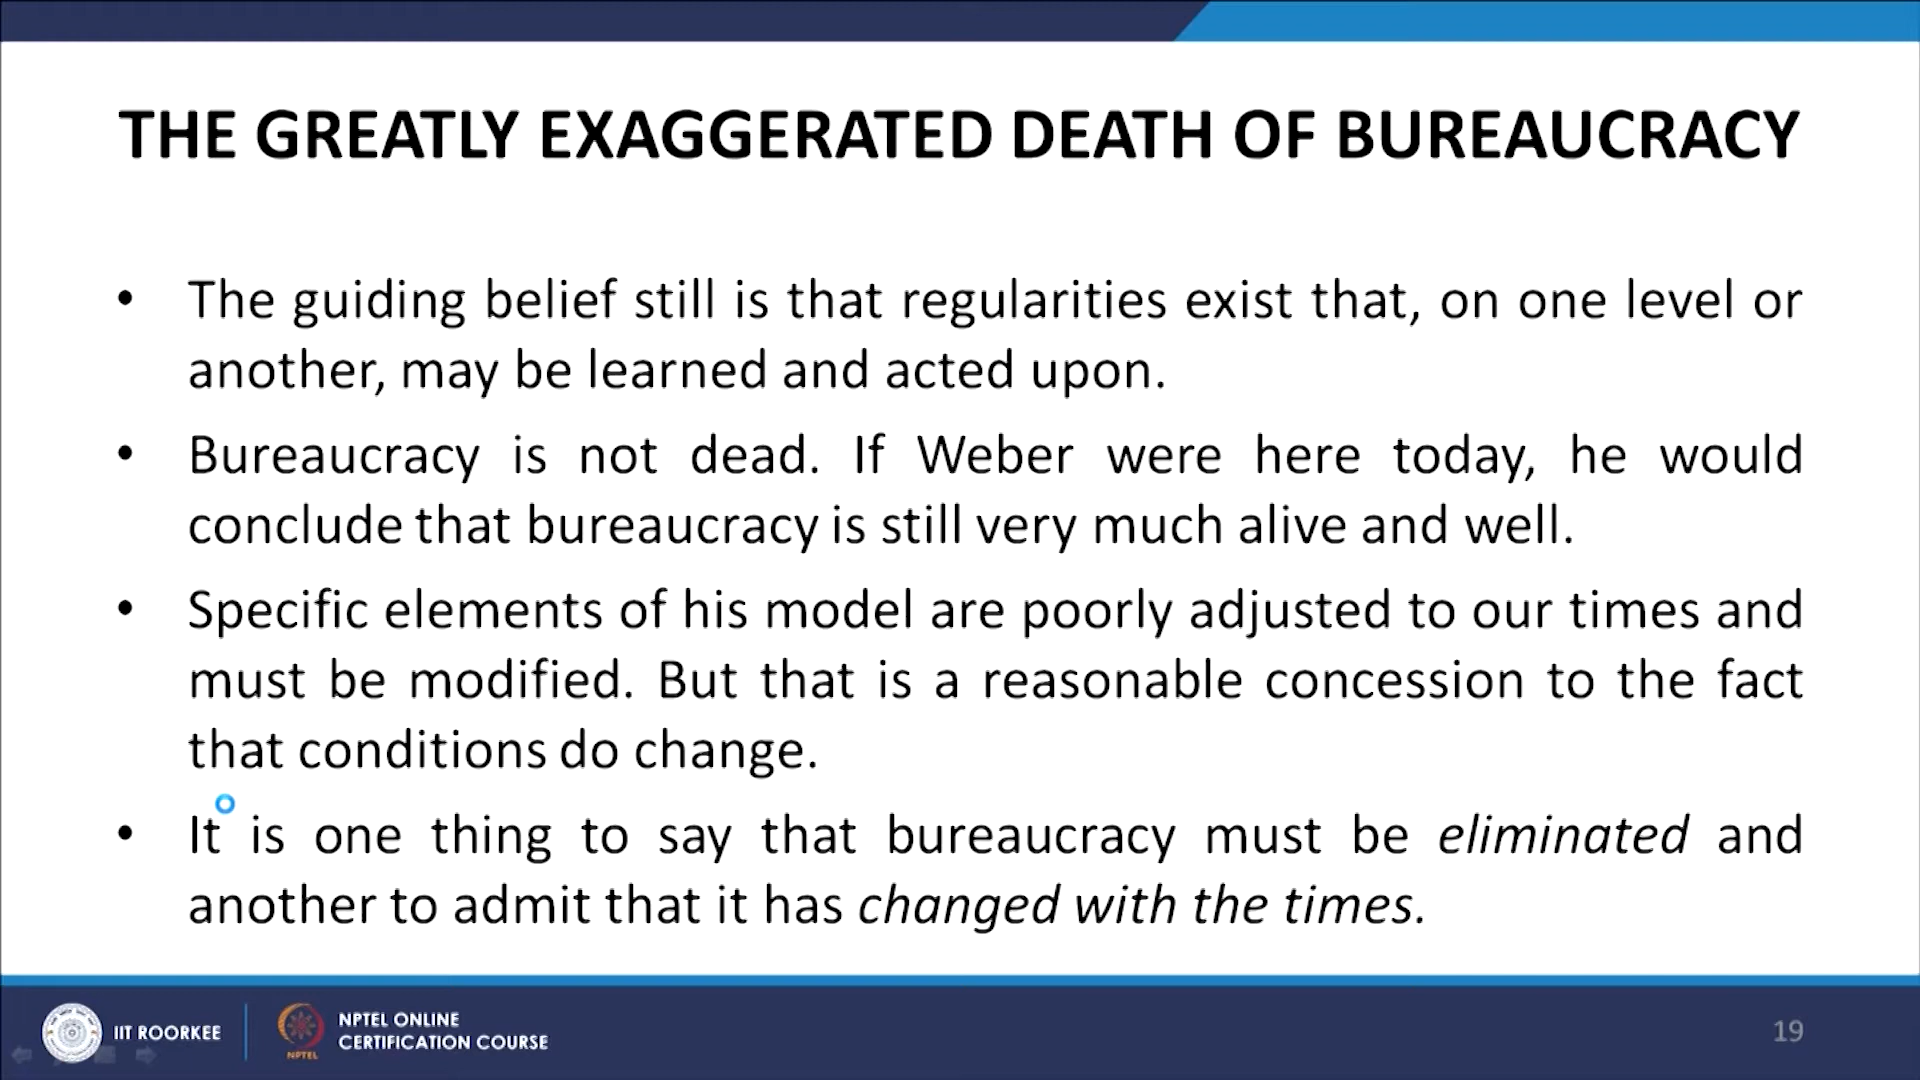 THE GREATLY EXAGGERATED DEATH OF BUREAUCRACY
• The guiding belief still is that regularities exist that, on one level or
another, may be learned and acted upon.
• Bureaucracy is not dead. If Weber were here today, he would
conclude that bureaucracy is still very much alive and well.
• Specific elements of his model are poorly adjusted to our times and
must be modified. But that is a reasonable concession to the fact
that conditions do change.
• It is one thing to say that bureaucracy must be eliminated and
another to admit that it has changed with the times.
IIT ROORKEE
NPTEL
NPTEL ONLINE
CERTIFICATION COURSE
19